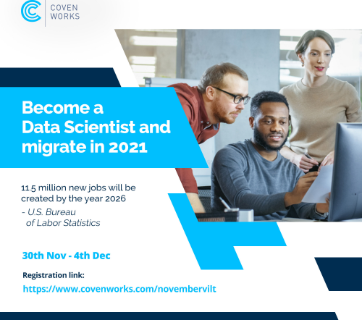 COVEN
WORKS
Become a
Data Scientist and
migrate in 2021
11.5 million new jobs will be
created by the year 2026
- U.S. Bureau
of Labor Statistics
30th Nov - 4th Dec
Registration link:
https://www.covenworks.com/novembervilt